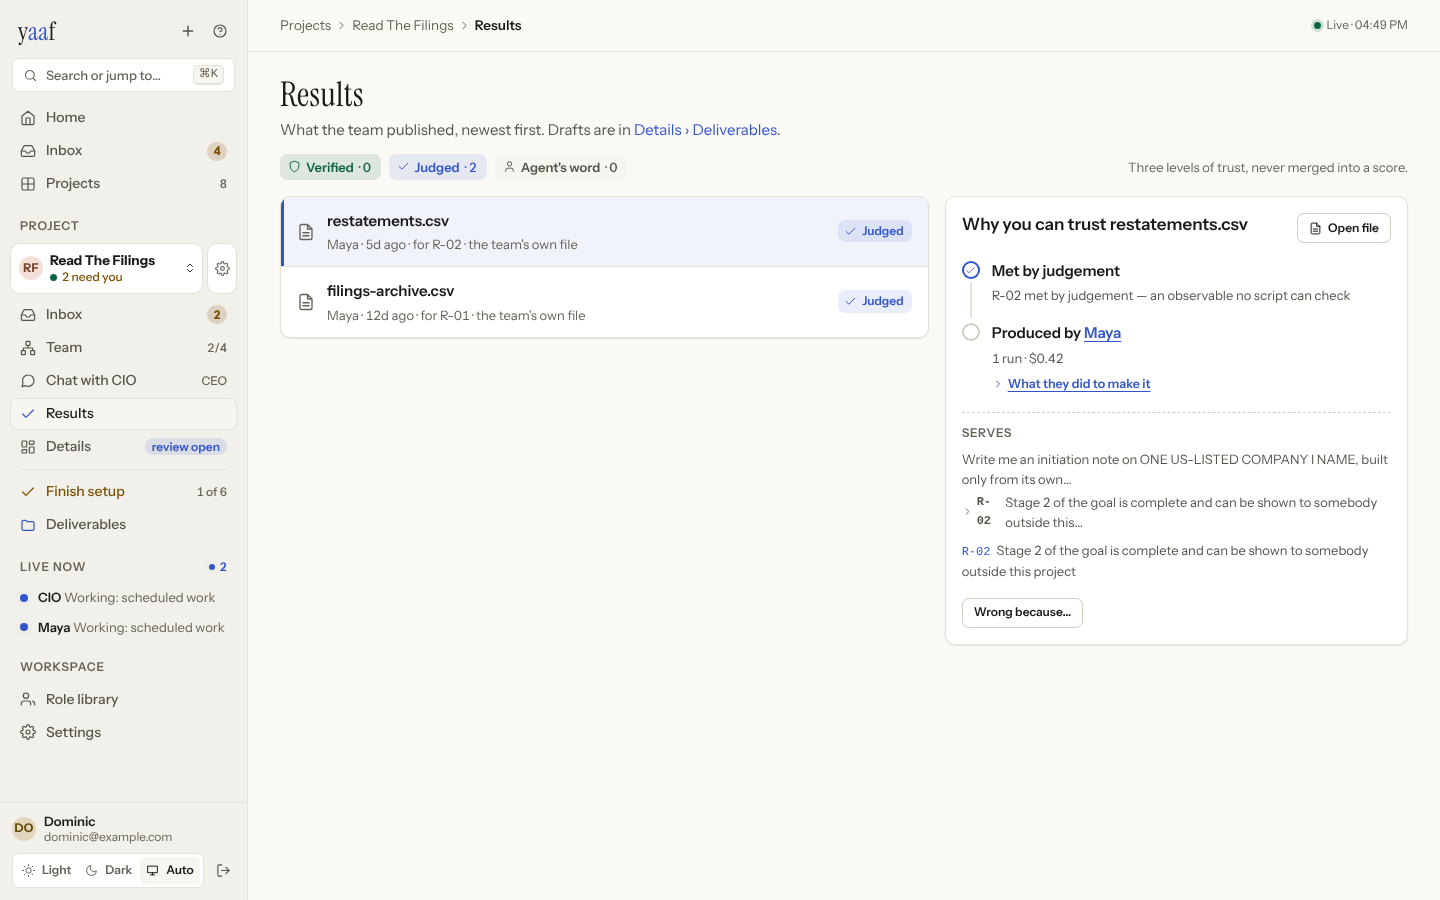 yaaf
Search or jump to...
⌘K
Home
Inbox 4
Projects 8
PROJECT
RF
Read The Filings
2 need you
Inbox 2
Team 2/4
Chat with CIO CEO
Results
Details review open
Finish setup 1 of 6
Deliverables
LIVE NOW 2
CIO Working: scheduled work
Maya Working: scheduled work
WORKSPACE
Role library
Settings
DO
Dominic
dominic@example.com
Light Dark Auto
Projects › Read The Filings › Results
Live · 04:49 PM
Results
What the team published, newest first. Drafts are in Details › Deliverables.
Verified · 0 Judged · 2 Agent's word · 0
Three levels of trust, never merged into a score.
restatements.csv
Maya · 5d ago · for R-02 · the team's own file
Judged
filings-archive.csv
Maya · 12d ago · for R-01 · the team's own file
Judged
Why you can trust restatements.csv
Open file
Met by judgement
R-02 met by judgement — an observable no script can check
Produced by Maya
1 run · $0.42
What they did to make it
SERVES
Write me an initiation note on ONE US-LISTED COMPANY I NAME, built
only from its own...
R-02 Stage 2 of the goal is complete and can be shown to somebody
outside this...
R-02 Stage 2 of the goal is complete and can be shown to somebody
outside this project
Wrong because...